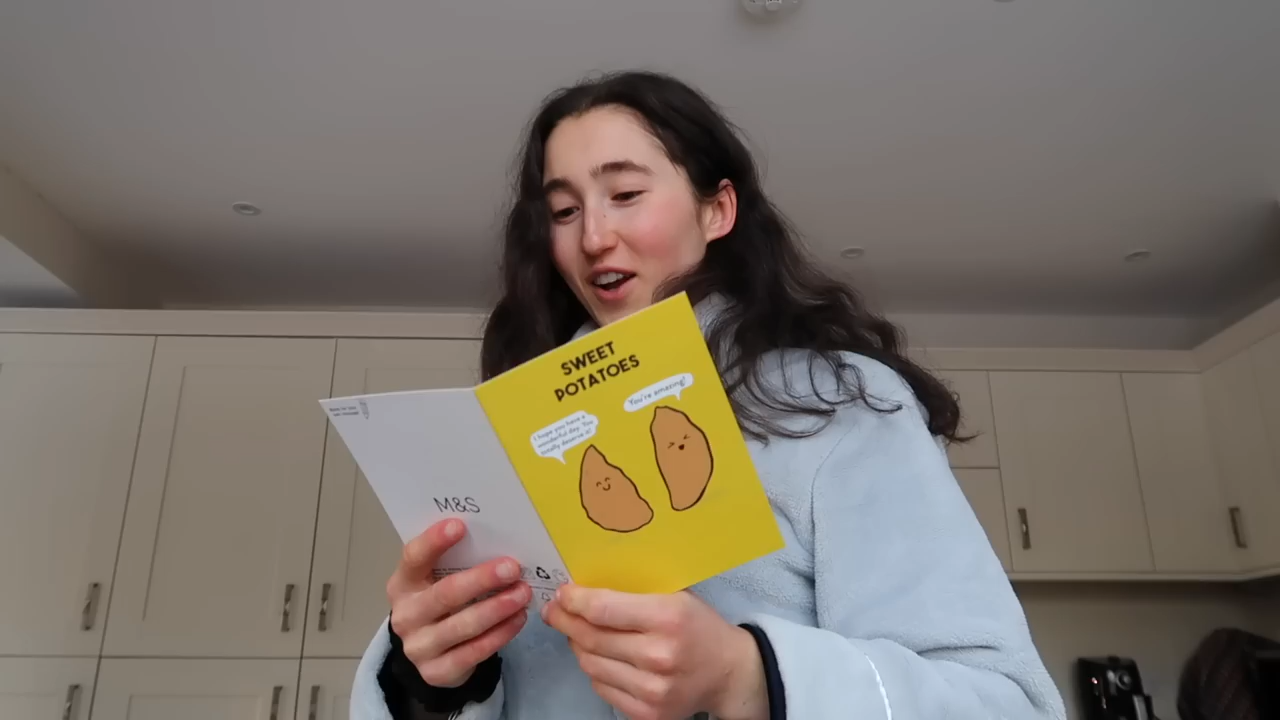 SWEET
POTATOES
You're amazing!
I hope you have a
wonderful day. You
totally deserve it!
M&S